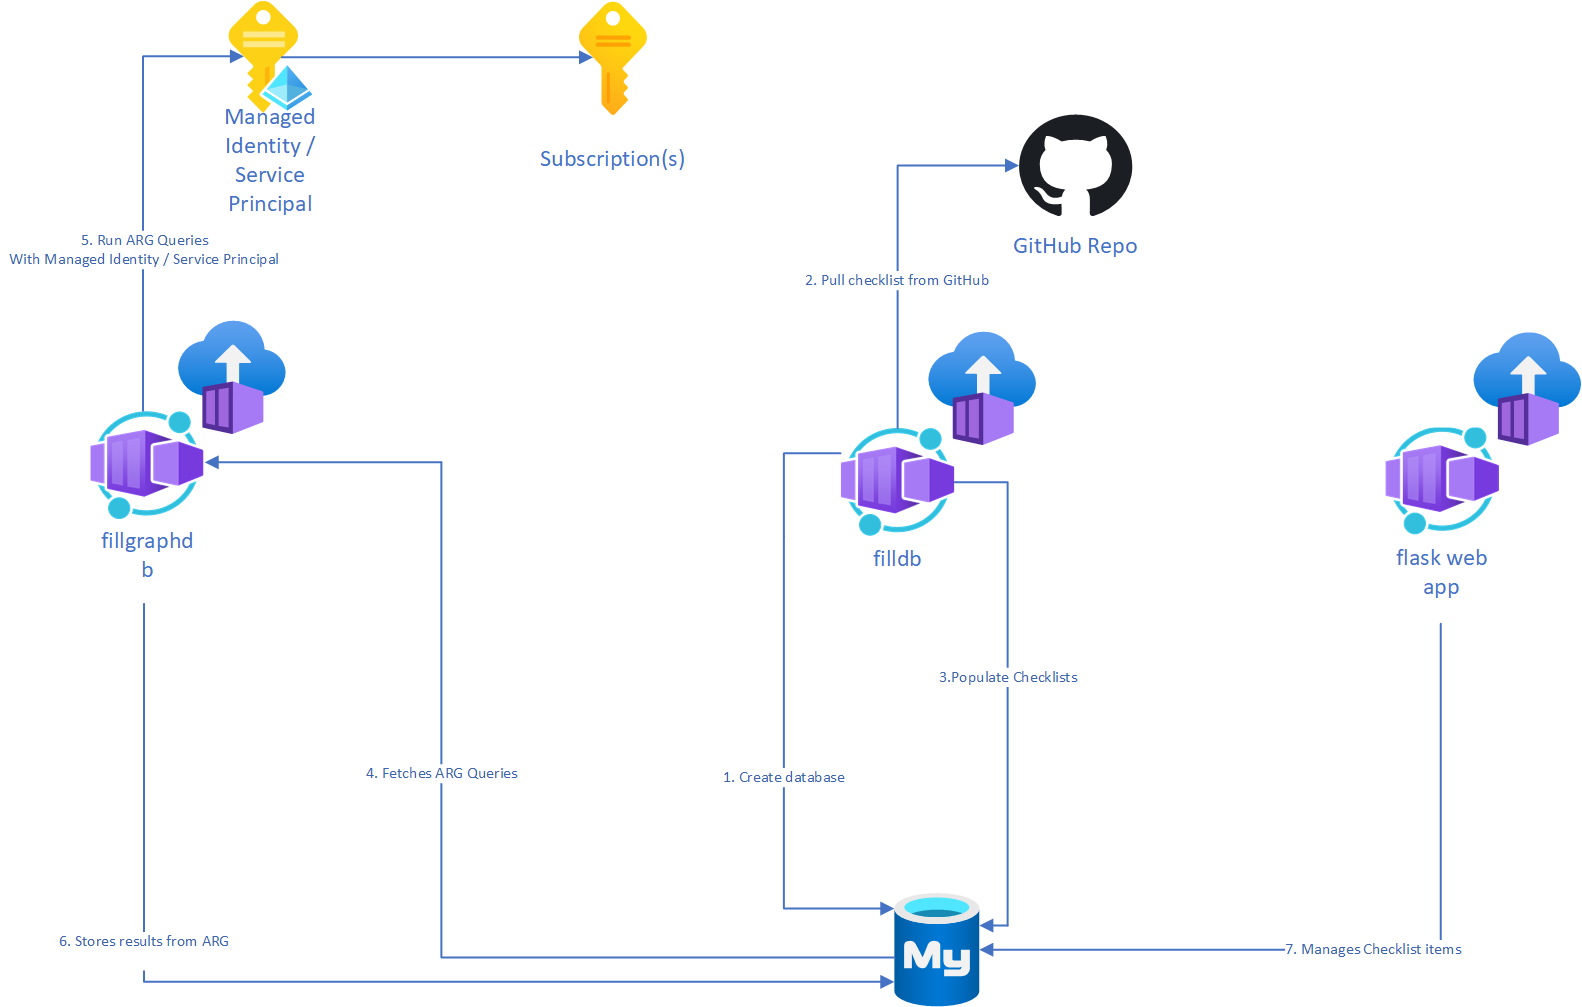 Managed
Identity /
Service
Principal
Subscription(s)
GitHub Repo
5. Run ARG Queries
With Managed Identity / Service Principal
2. Pull checklist from GitHub
fillgraphd
b
filldb
flask web
app
3.Populate Checklists
4. Fetches ARG Queries
1. Create database
6. Stores results from ARG
7. Manages Checklist items
My